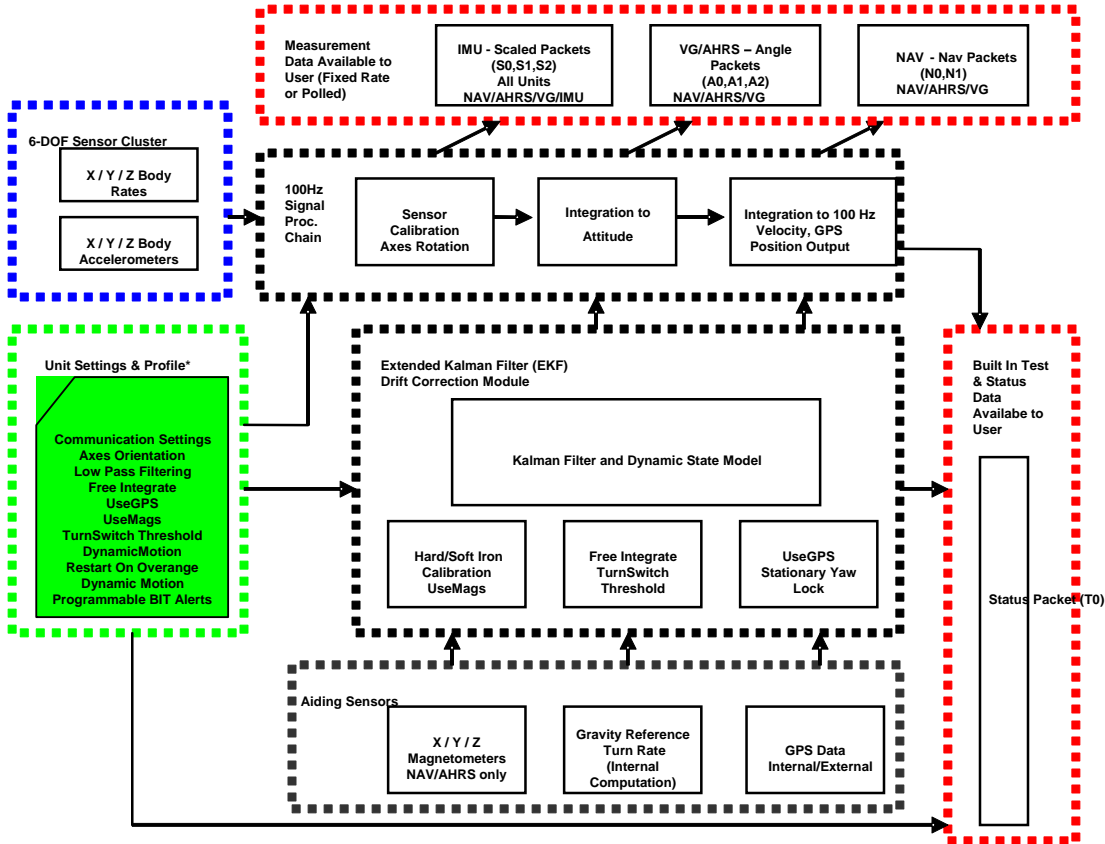 Measurement
Data Available to
User (Fixed Rate
or Polled)
IMU - Scaled Packets
(S0,S1,S2)
All Units
NAV/AHRS/VG/IMU
VG/AHRS – Angle
Packets
(A0,A1,A2)
NAV/AHRS/VG
NAV - Nav Packets
(N0,N1)
NAV/AHRS/VG
6-DOF Sensor Cluster
X / Y / Z Body
Rates
X / Y / Z Body
Accelerometers
100Hz
Signal
Proc.
Chain
Sensor
Calibration
Axes Rotation
Integration to
Attitude
Integration to 100 Hz
Velocity, GPS
Position Output
Unit Settings & Profile*
Communication Settings
Axes Orientation
Low Pass Filtering
Free Integrate
UseGPS
UseMags
TurnSwitch Threshold
DynamicMotion
Restart On Overange
Dynamic Motion
Programmable BIT Alerts
Extended Kalman Filter (EKF)
Drift Correction Module
Kalman Filter and Dynamic State Model
Hard/Soft Iron
Calibration
UseMags
Free Integrate
TurnSwitch
Threshold
UseGPS
Stationary Yaw
Lock
Built In Test
& Status
Data
Availabe to
User
Status Packet (T0)
Aiding Sensors
X / Y / Z
Magnetometers
NAV/AHRS only
Gravity Reference
Turn Rate
(Internal
Computation)
GPS Data
Internal/External